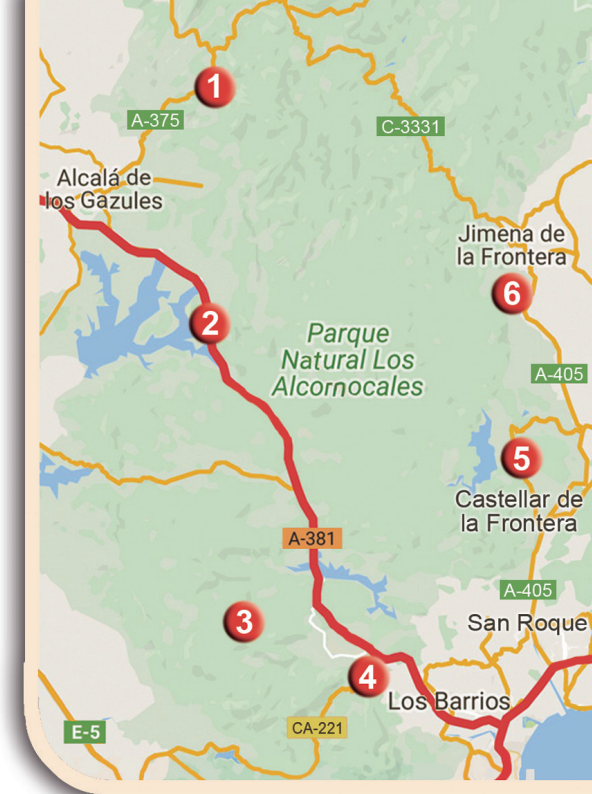 1
A-375
C-3331
Alcalá de
los Gazules
Jimena de
la Frontera
6
2
Parque
Natural Los
Alcornocales
A-405
5
Castellar de
la Frontera
A-381
A-405
3
San Roque
4
Los Barrios
E-5
CA-221